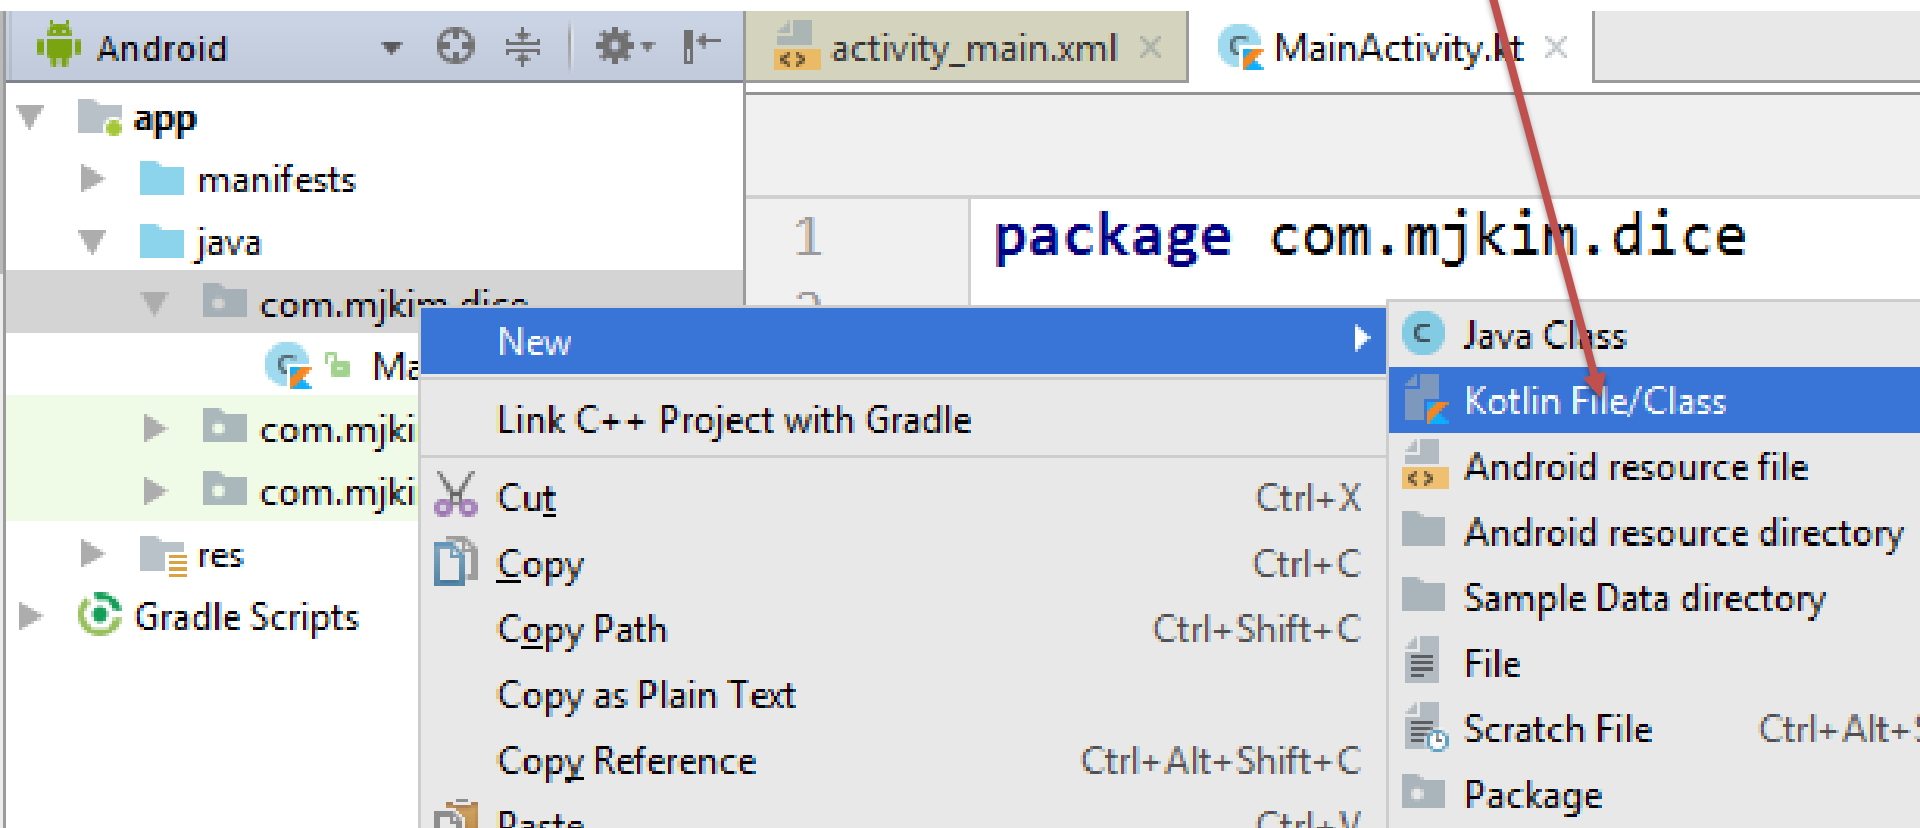 Android
activity_main.xml
MainActivity.kt
app
manifests
java
com.mjkim.dice
Ma
com.mjki
com.mjki
res
Gradle Scripts
1
package com.mjkim.dice
2
New
Link C++ Project with Gradle
Cut Ctrl+X
Copy Ctrl+C
Copy Path Ctrl+Shift+C
Copy as Plain Text
Copy Reference Ctrl+Alt+Shift+C
Paste Ctrl+V
Java Class
Kotlin File/Class
Android resource file
Android resource directory
Sample Data directory
File
Scratch File Ctrl+Alt+S
Package